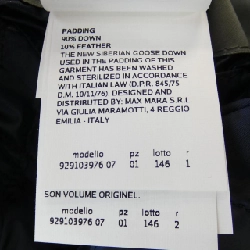 PADDING
90% DOWN
10% FEATHER
THE NEW SIBERIAN GOOSE DOWN
USED IN THE PADDING OF THIS
GARMENT HAS BEEN WASHED
AND STERILIZED IN ACCORDANCE
WITH ITALIAN LAW (D.P.R. 845/75
D.M. 10/11/76). DESIGNED AND
DISTRIBUTED BY: MAX MARA S.R.L
VIA GIULIA MARAMOTTI, 4 REGGIO
EMILIA - ITALY
modello pz lotto r
929103976 07 01 146 1
SON VOLUME ORIGINEL.
modello pz lotto r
929103976 07 01 146 2